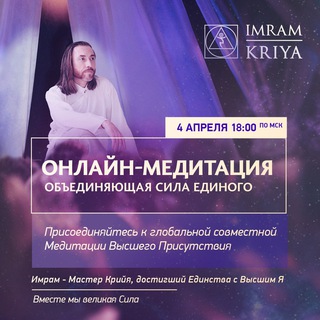 IMRAM
KRIYA
4 АПРЕЛЯ 18:00 ПО МСК
ОНЛАЙН-МЕДИТАЦИЯ
ОБЪЕДИНЯЮЩАЯ СИЛА ЕДИНОГО
Присоединяйтесь к глобальной совместной
Медитации Высшего Присутствия
Имрам - Мастер Крийя, достигший Единства с Высшим Я
Вместе мы великая Сила